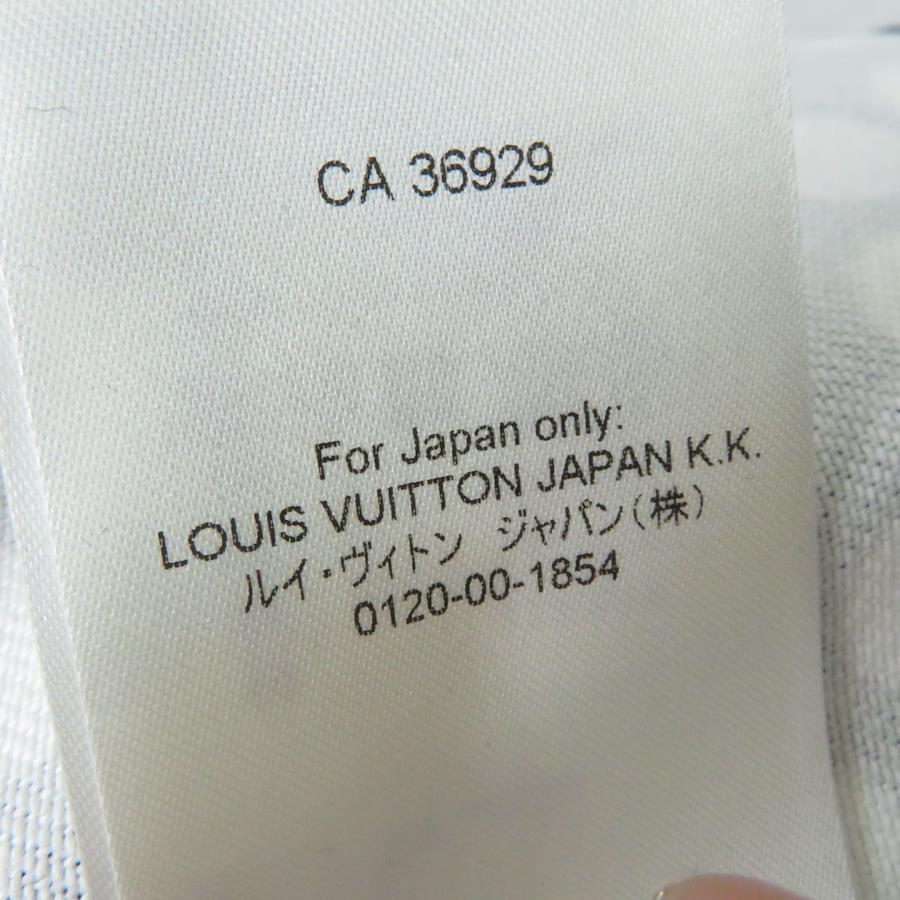 CA 36929
For Japan only:
LOUIS VUITTON JAPAN K.K.
ルイ・ヴィトン ジャパン(株)
0120-00-1854